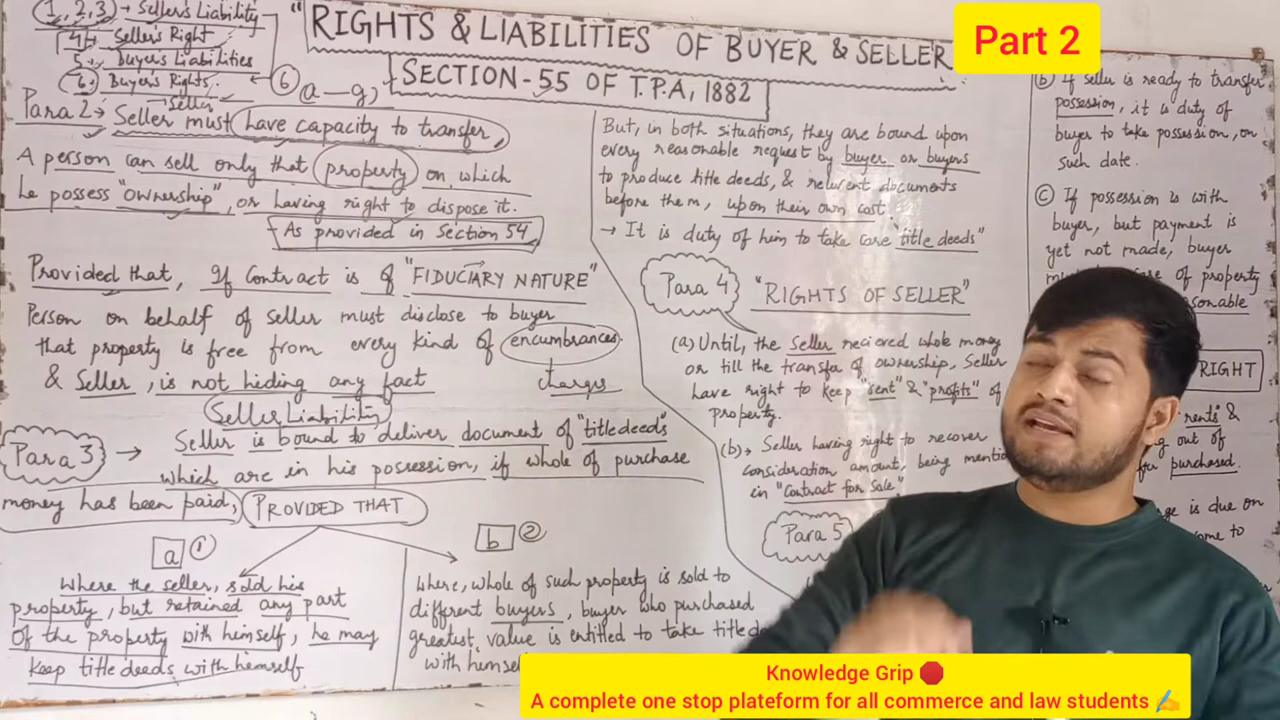 (1, 2, 3) → Seller's Liability
4 → Seller's Right
5 → Buyer's Liabilities
6 → Buyer's Rights
"RIGHTS & LIABILITIES OF BUYER & SELLER
SECTION-55 OF T.P.A, 1882
⑥ (a — g)
Part 2
Seller
Para 2 → Seller must have capacity to transfer,
A person can sell only that property on which
he possess "ownership", or having right to dispose it.
As provided in Section 54
Provided that, If contract is of "FIDUCIARY NATURE"
Person on behalf of seller must disclose to buyer
that property is free from every kind of encumbrances.
& Seller, is not hiding any fact
charges
Seller Liability
Para 3 → Seller is bound to deliver document of "title deeds"
which are in his possession, if whole of purchase
money has been paid, PROVIDED THAT
a ①
Where the seller, sold his
property, but retained any part
of the property with himself, he may
keep title deeds with hemself
b ②
Where, whole of such property is sold to
different buyers, buyer who purchased
greatest value is entitled to take title
with
But, in both situations, they are bound upon
every reasonable request by buyer or buyers
to produce title deeds, & relevent documents
before them, upon their own cost.
→ It is duty of him to take care "title deeds"
Para 4
"RIGHTS OF SELLER"
(a) Until, the seller recieved whole money
or till the transfer of ownership, Seller
have right to keep "rent" & "profits" of
property.
(b) → Seller having right to recover
consideration amount, being
in "Contract for Sale"
Para 5
(b) If seller is ready to transfer
possession, it is duty of
buyer to take possession, on
such date.
(c) If possession is with
buyer, but payment is
yet not made, buyer
of property
RIGHT
rents &
out of
purchased.
is due on
to
Knowledge Grip 🛑
A complete one stop plateform for all commerce and law students ✍️